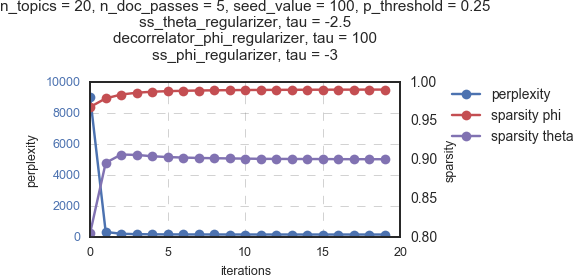 n_topics = 20, n_doc_passes = 5, seed_value = 100, p_threshold = 0.25
ss_theta_regularizer, tau = -2.5
decorrelator_phi_regularizer, tau = 100
ss_phi_regularizer, tau = -3
10000
8000
6000
4000
2000
0
perplexity
0
5
10
15
20
iterations
1.00
0.95
0.90
0.85
0.80
sparsity
perplexity
sparsity phi
sparsity theta